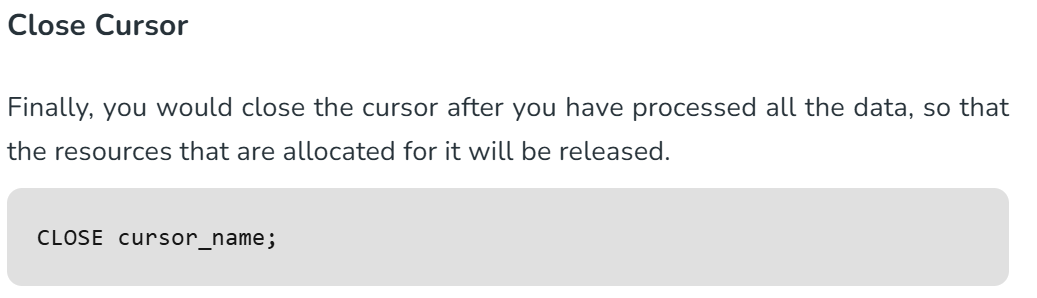 Close Cursor
Finally, you would close the cursor after you have processed all the data, so that
the resources that are allocated for it will be released.
CLOSE cursor_name;